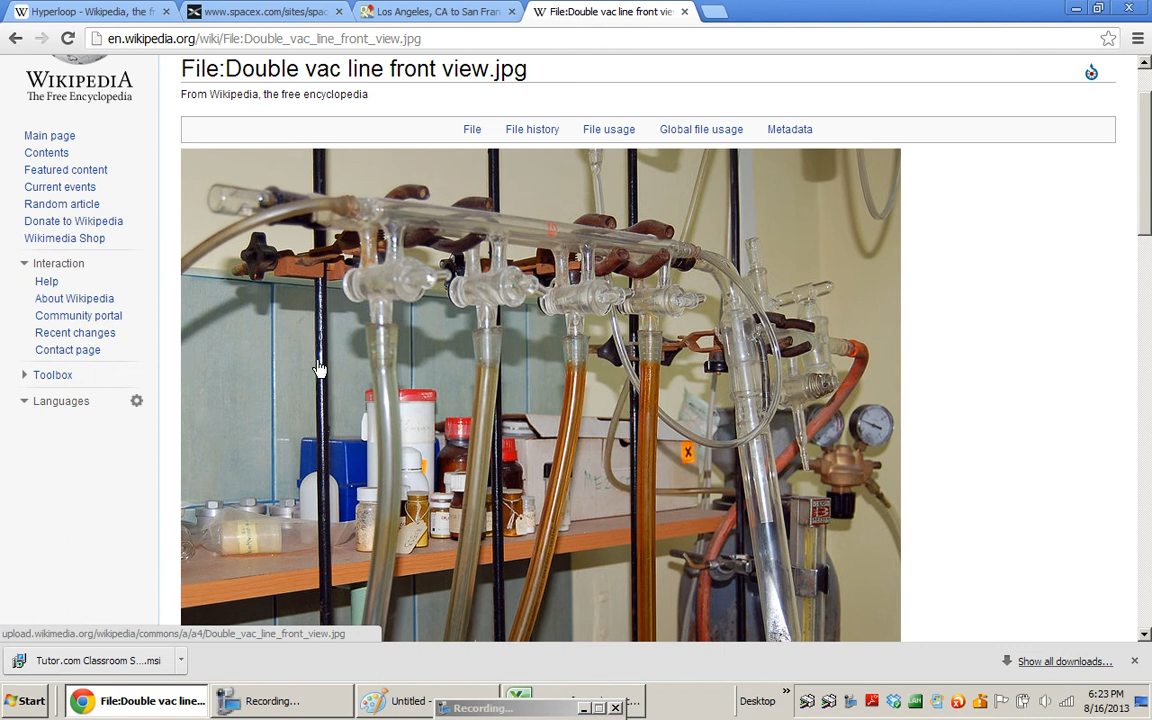 Hyperloop - Wikipedia, the f
www.spacex.com/sites/spac
Los Angeles, CA to San Fran
File:Double vac line front vie
en.wikipedia.org/wiki/File:Double_vac_line_front_view.jpg
WIKIPEDIA
The Free Encyclopedia
Main page
Contents
Featured content
Current events
Random article
Donate to Wikipedia
Wikimedia Shop
Interaction
Help
About Wikipedia
Community portal
Recent changes
Contact page
Toolbox
Languages
File:Double vac line front view.jpg
From Wikipedia, the free encyclopedia
File
File history
File usage
Global file usage
Metadata
X
upload.wikimedia.org/wikipedia/commons/a/a4/Double_vac_line_front_view.jpg
Tutor.com Classroom S....msi
Show all downloads...
Start
File:Double vac line...
Recording...
Untitled -
Recording...
Desktop
6:23 PM
8/16/2013